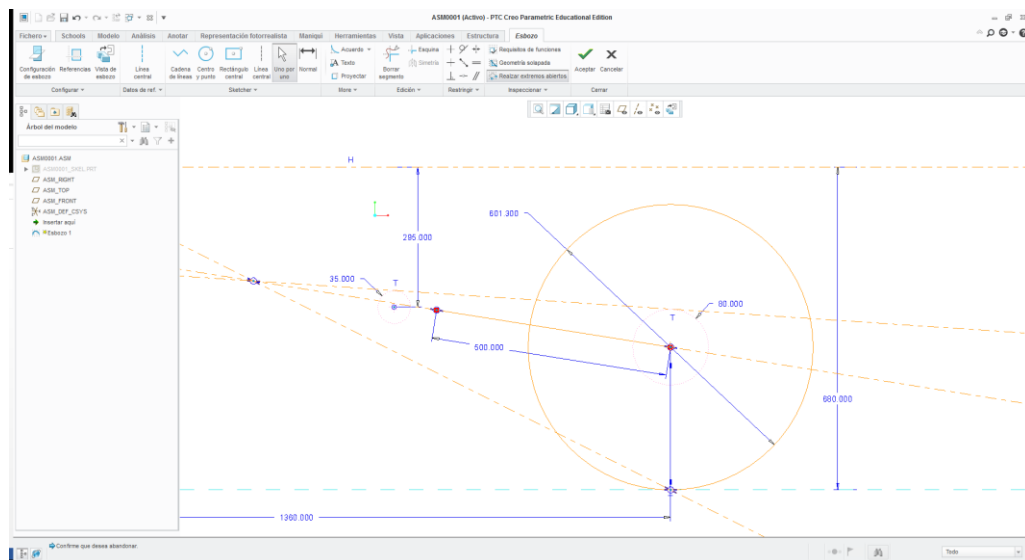 ASM0001 (Activo) - PTC Creo Parametric Educational Edition
Fichero Schools Modelo Análisis Anotar Representación fotorrealista Maniquí Herramientas Vista Aplicaciones Estructura Esbozo
Acuerdo Esquina Requisitos de funciones
Texto Simetría Geometría solapada
Configuración de esbozo Referencias Vista de esbozo Línea central Cadena de líneas Centro y punto Rectángulo central Línea central Uno por uno Normal Proyectar Borrar segmento Realzar extremos abiertos Aceptar Cancelar
Configurar Datos de ref. Sketcher More Edición Restringir Inspeccionar Cerrar
Árbol del modelo
ASM0001.ASM
ASM0001_SKEL.PRT
ASM_RIGHT
ASM_TOP
ASM_FRONT
ASM_DEF_CSYS
Insertar aquí
Esbozo 1
H
601.300
295.000
35.000
T
80.000
T
500.000
680.000
1360.000
Confirme que desea abandonar.
Todo